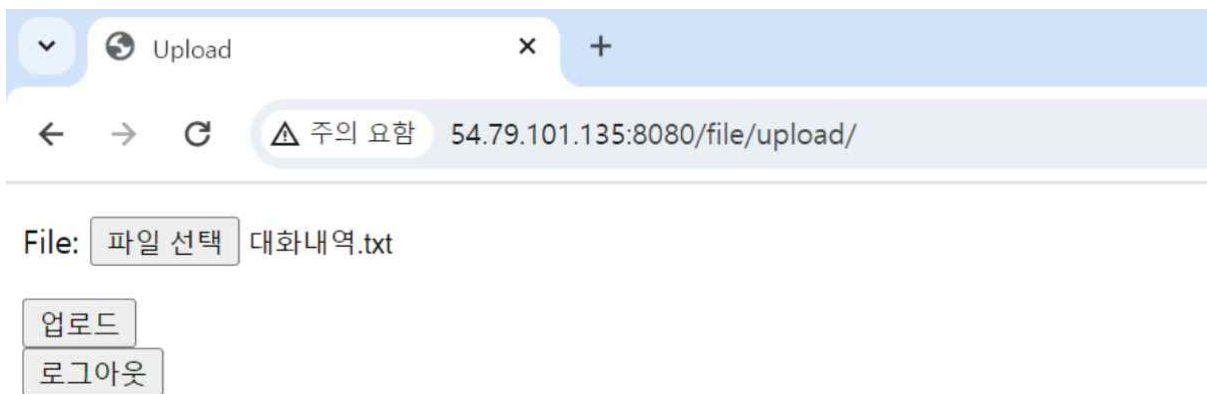 Upload
주의 요함 54.79.101.135:8080/file/upload/
File: 파일 선택 대화내역.txt
업로드
로그아웃